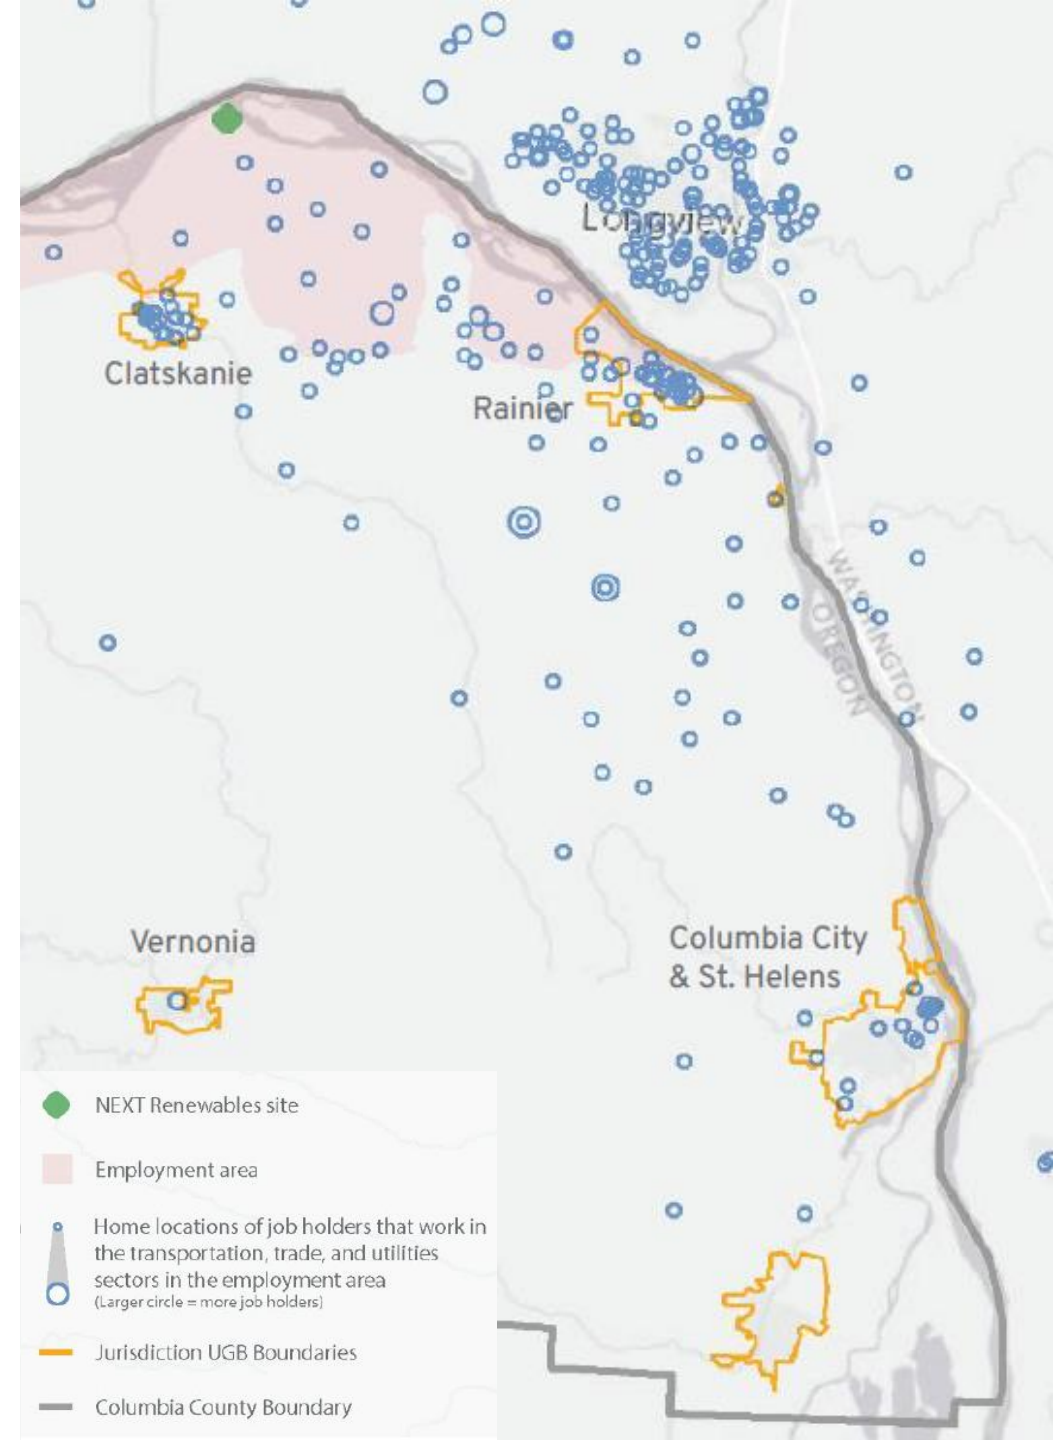 Longview
Clatskanie
Rainier
WASHINGTON
OREGON
Vernonia
Columbia City
& St. Helens
NEXT Renewables site
Employment area
Home locations of job holders that work in
the transportation, trade, and utilities
sectors in the employment area
(Larger circle = more job holders)
Jurisdiction UGB Boundaries
Columbia County Boundary